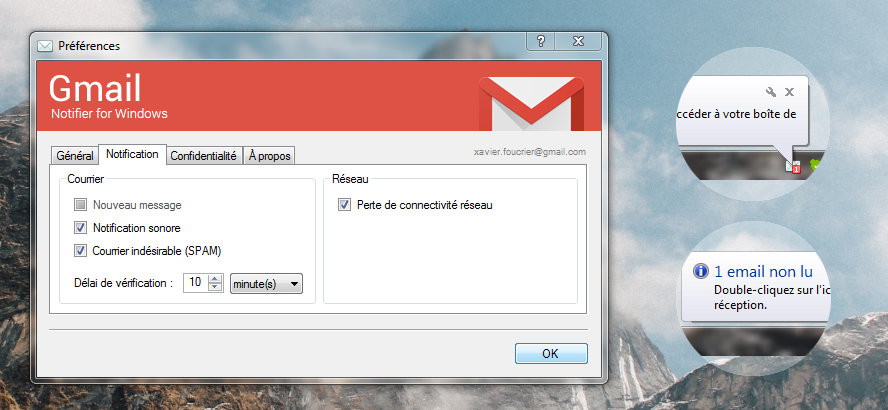 Préférences
Gmail
Notifier for Windows
Général
Notification
Confidentialité
À propos
xavier.foucrier@gmail.com
Courrier
Nouveau message
Notification sonore
Courrier indésirable (SPAM)
Délai de vérification : 10 minute(s)
Réseau
Perte de connectivité réseau
OK
ccéder à votre boîte de
1
1 email non lu
Double-cliquez sur l'ic
réception.